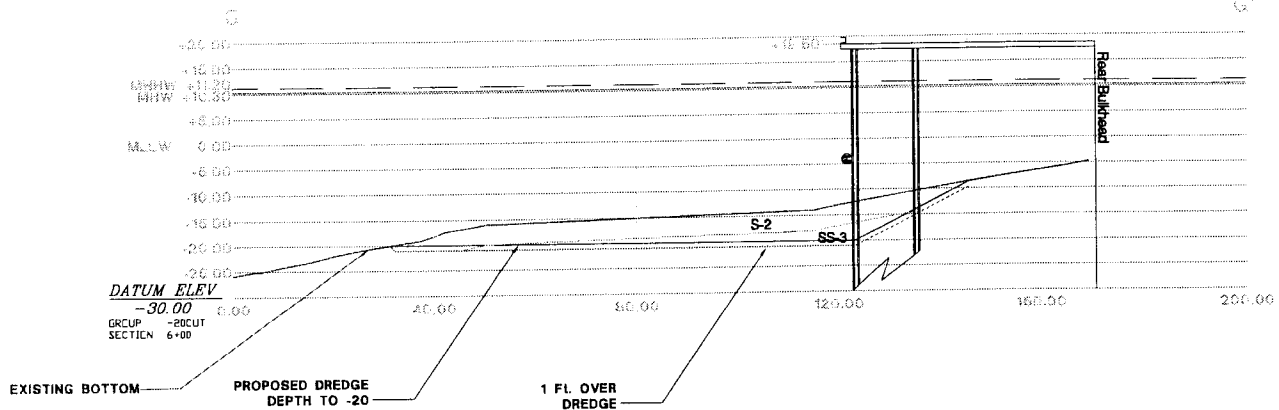 G
G'
+20.00
+18.60
+15.00
MHHW +11.20
MHW +10.50
+5.00
MLLW 0.00
-5.00
-10.00
-15.00
-20.00
-25.00
Rear Bulkhead
S-2
SS-3
DATUM ELEV
-30.00
0.00
40.00
80.00
120.00
160.00
200.00
GROUP -20CUT
SECTION 6+00
EXISTING BOTTOM
PROPOSED DREDGE
DEPTH TO -20
1 Ft. OVER
DREDGE